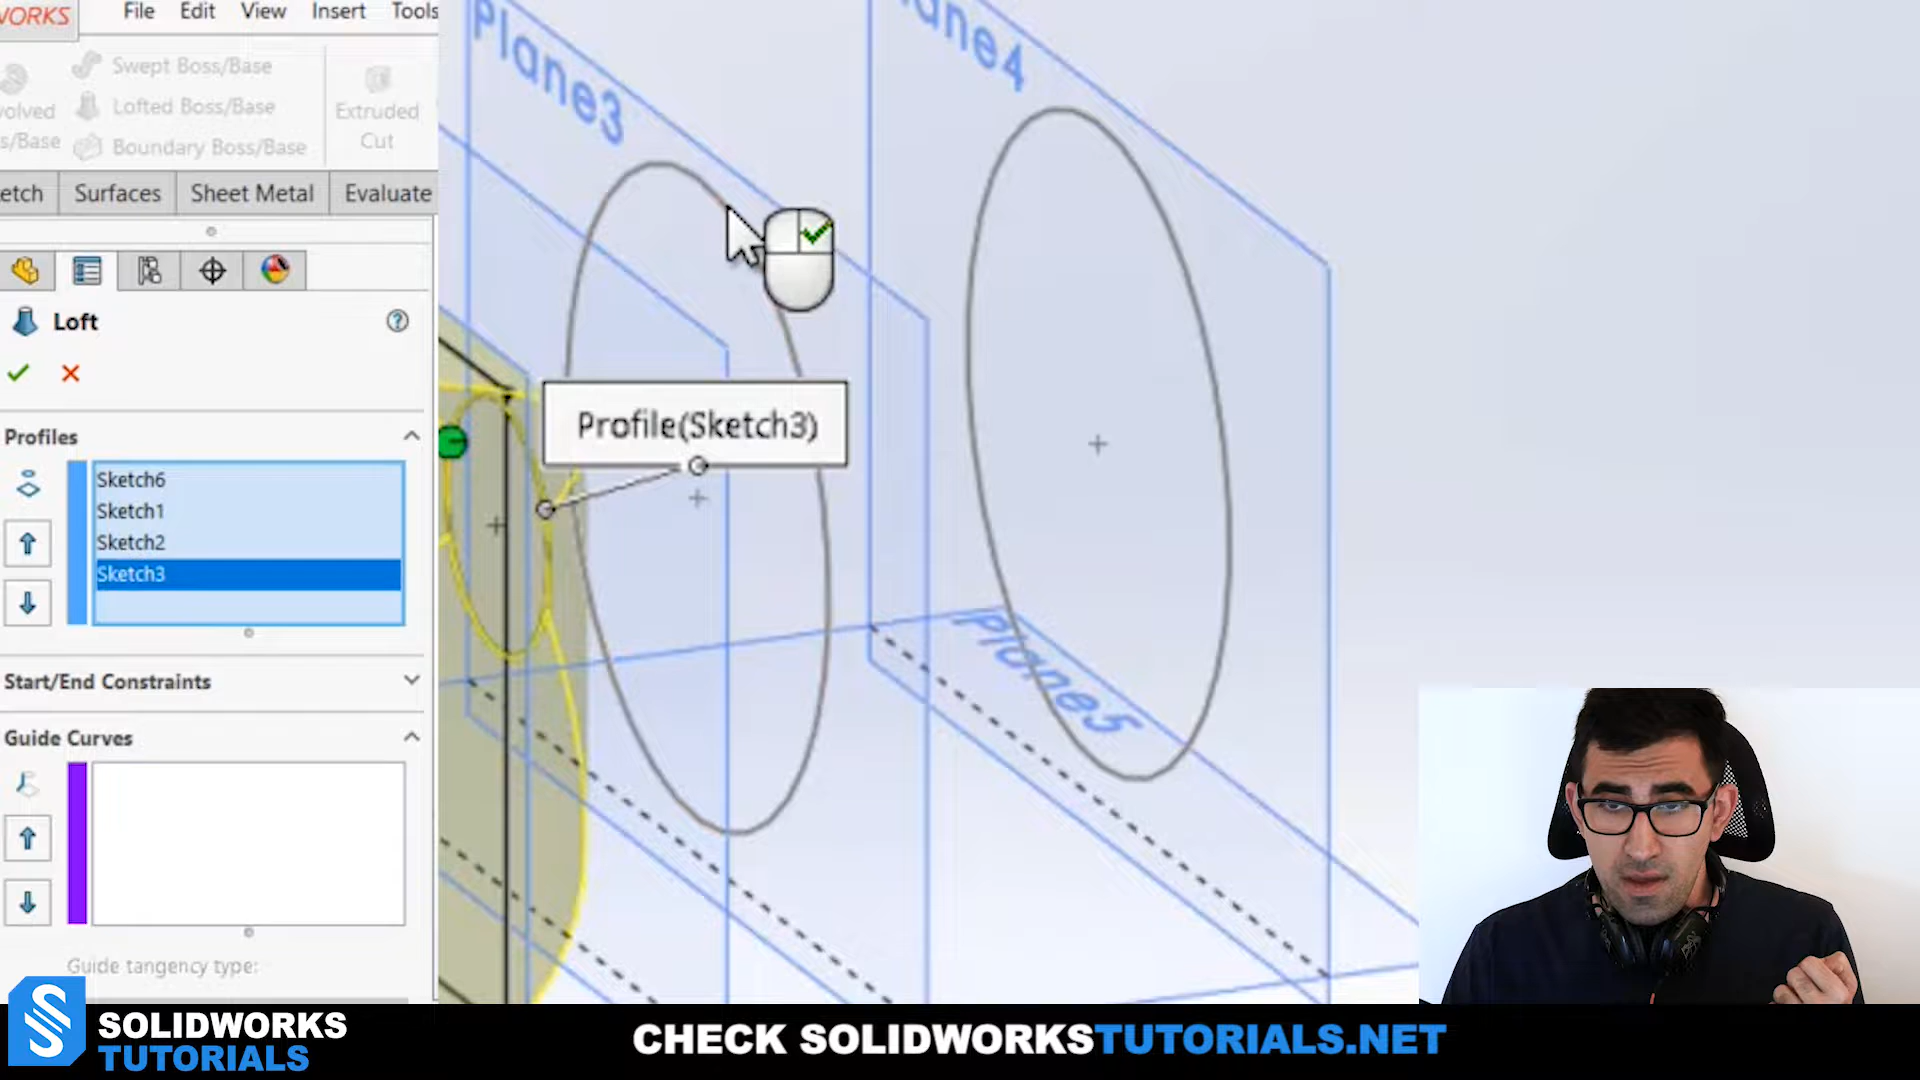 WORKS
File Edit View Insert Tools
Swept Boss/Base
Lofted Boss/Base
Boundary Boss/Base
volved
s/Base
Extruded
Cut
etch Surfaces Sheet Metal Evaluate
Loft
Profiles
Sketch6
Sketch1
Sketch2
Sketch3
Start/End Constraints
Guide Curves
Guide tangency type:
Plane3
ane4
Profile(Sketch3)
Plane5
SOLIDWORKS
TUTORIALS
CHECK SOLIDWORKSTUTORIALS.NET